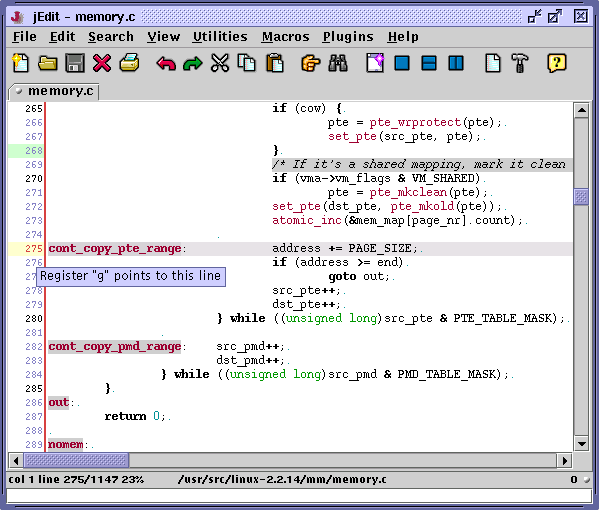 jEdit - memory.c
File Edit Search View Utilities Macros Plugins Help
memory.c
265 if (cow) {.
266 pte = pte_wrprotect(pte);.
267 set_pte(src_pte, pte);.
268 }.
269 /* If it's a shared mapping, mark it clean
270 if (vma->vm_flags & VM_SHARED).
271 pte = pte_mkclean(pte);.
272 set_pte(dst_pte, pte_mkold(pte));.
273 atomic_inc(&mem_map[page_nr].count);.
274 .
275 cont_copy_pte_range: address += PAGE_SIZE;.
276 if (address >= end).
Register "g" points to this line
goto out;.
278 src_pte++;.
279 dst_pte++;.
280 } while ((unsigned long)src_pte & PTE_TABLE_MASK);.
281 .
282 cont_copy_pmd_range: src_pmd++;.
283 dst_pmd++;.
284 } while ((unsigned long)src_pmd & PMD_TABLE_MASK);.
285 }.
286 out:.
287 return 0;.
288 .
289 nomem:.
col 1 line 275/1147 23% /usr/src/linux-2.2.14/mm/memory.c 0